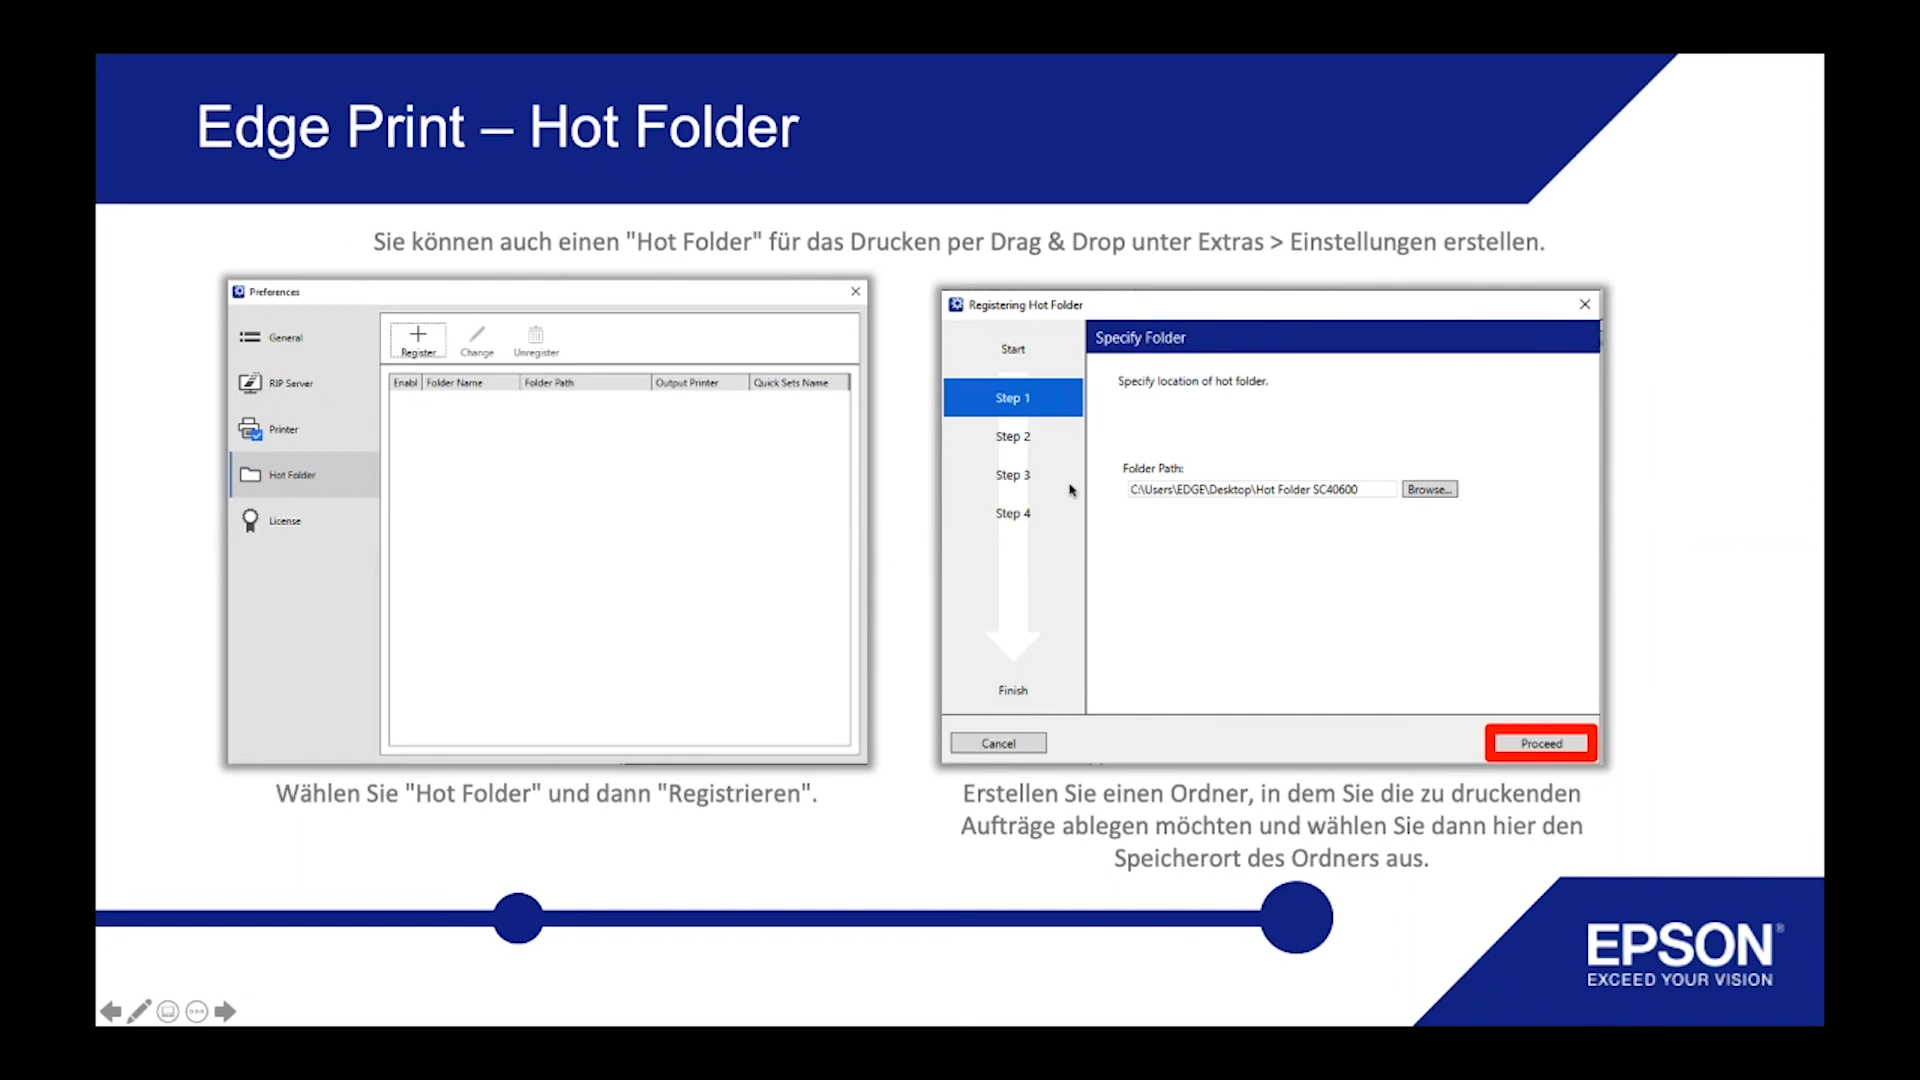 Edge Print – Hot Folder
Sie können auch einen "Hot Folder" für das Drucken per Drag & Drop unter Extras > Einstellungen erstellen.
Preferences
General
RIP Server
Printer
Hot Folder
License
Register Change Unregister
Enabl Folder Name Folder Path Output Printer Quick Sets Name
Wählen Sie "Hot Folder" und dann "Registrieren".
Registering Hot Folder
Start
Step 1
Step 2
Step 3
Step 4
Finish
Specify Folder
Specify location of hot folder.
Folder Path:
C:\Users\EDGE\Desktop\Hot Folder SC40600 Browse...
Cancel Proceed
Erstellen Sie einen Ordner, in dem Sie die zu druckenden
Aufträge ablegen möchten und wählen Sie dann hier den
Speicherort des Ordners aus.
EPSON®
EXCEED YOUR VISION